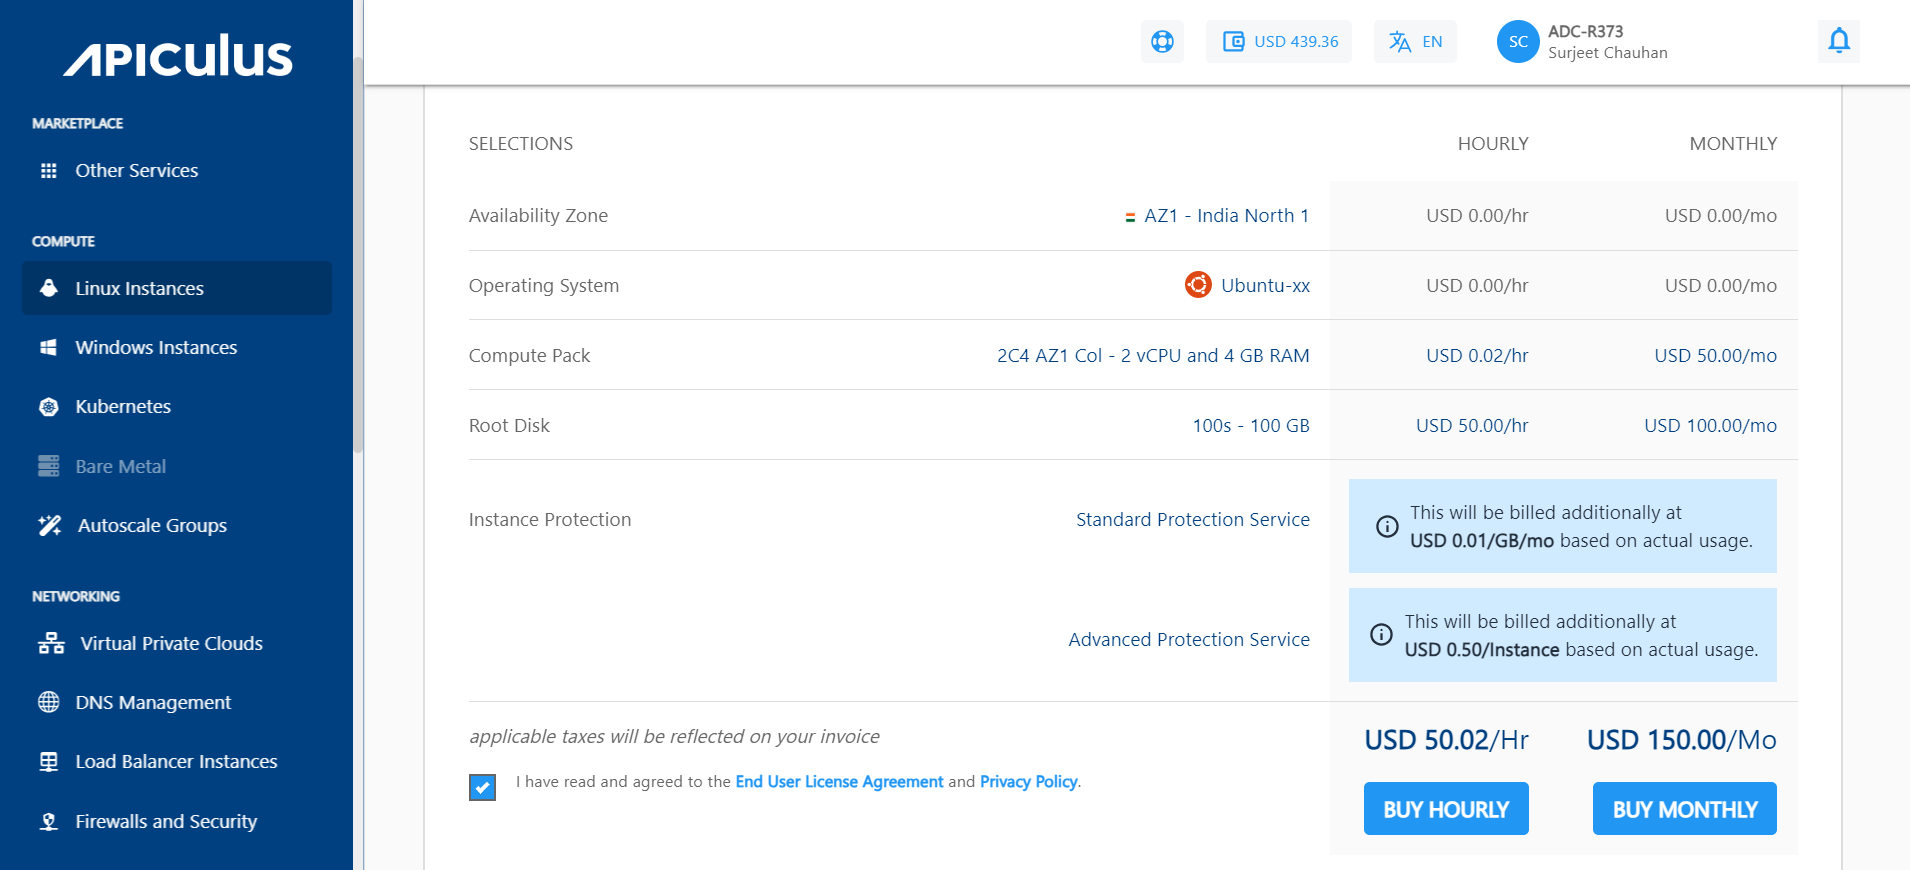 APICULUS
MARKETPLACE
Other Services
COMPUTE
Linux Instances
Windows Instances
Kubernetes
Bare Metal
Autoscale Groups
NETWORKING
Virtual Private Clouds
DNS Management
Load Balancer Instances
Firewalls and Security
USD 439.36
EN
SC
ADC-R373
Surjeet Chauhan
SELECTIONS HOURLY MONTHLY
Availability Zone AZ1 - India North 1 USD 0.00/hr USD 0.00/mo
Operating System Ubuntu-xx USD 0.00/hr USD 0.00/mo
Compute Pack 2C4 AZ1 Col - 2 vCPU and 4 GB RAM USD 0.02/hr USD 50.00/mo
Root Disk 100s - 100 GB USD 50.00/hr USD 100.00/mo
Instance Protection Standard Protection Service
This will be billed additionally at
USD 0.01/GB/mo based on actual usage.
Advanced Protection Service
This will be billed additionally at
USD 0.50/Instance based on actual usage.
applicable taxes will be reflected on your invoice
USD 50.02/Hr USD 150.00/Mo
I have read and agreed to the End User License Agreement and Privacy Policy.
BUY HOURLY BUY MONTHLY